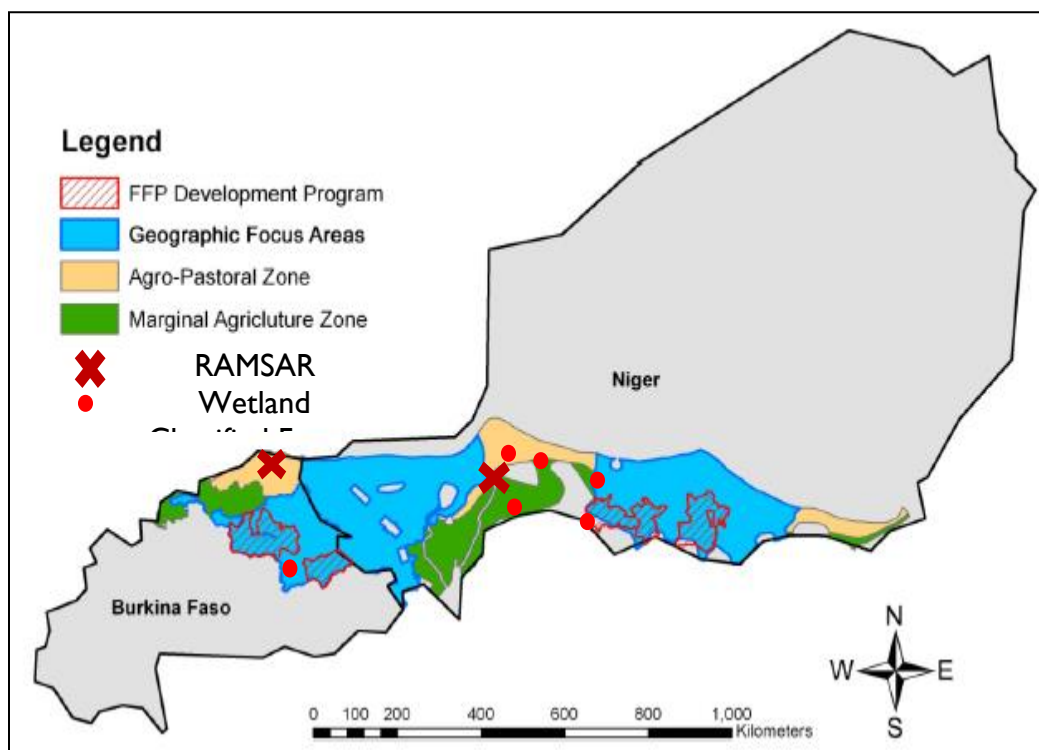 Legend
FFP Development Program
Geographic Focus Areas
Agro-Pastoral Zone
Marginal Agricluture Zone
RAMSAR
Wetland
Niger
Burkina Faso
N
W E
S
0 100 200 400 600 800 1,000
Kilometers